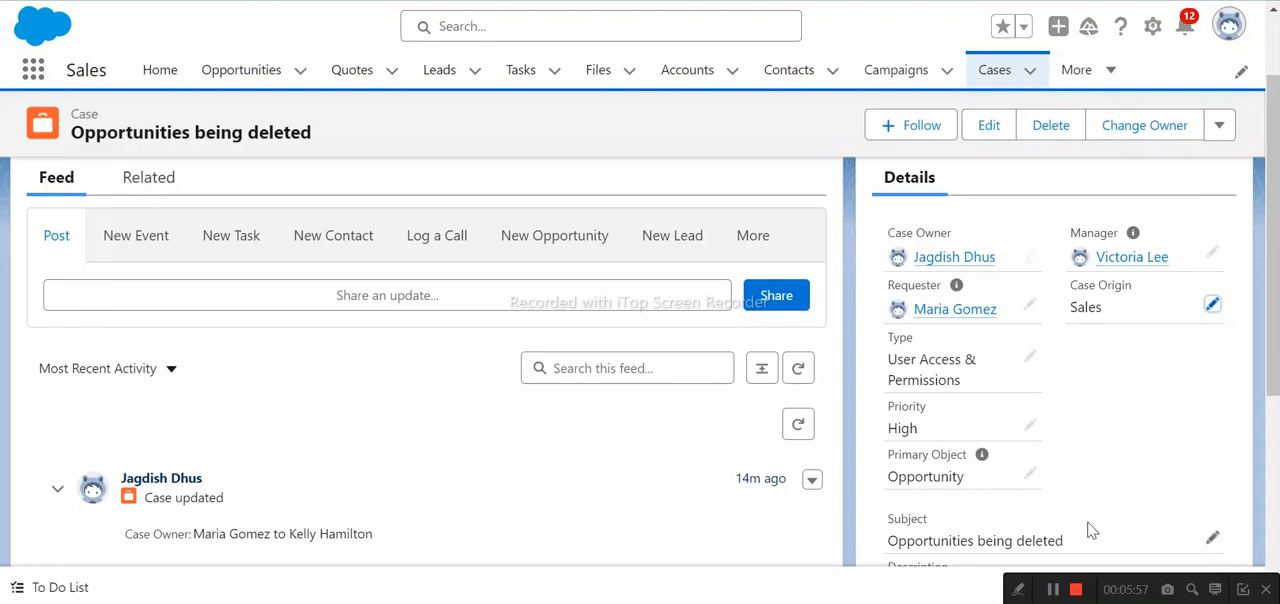 Search...
12
Sales
Home
Opportunities
Quotes
Leads
Tasks
Files
Accounts
Contacts
Campaigns
Cases
More
Case
Opportunities being deleted
+ Follow
Edit
Delete
Change Owner
Feed
Related
Details
Post
New Event
New Task
New Contact
Log a Call
New Opportunity
New Lead
More
Share an update...
Share
Recorded with iTop Screen Recorder
Most Recent Activity
Search this feed...
Jagdish Dhus
14m ago
Case updated
Case Owner: Maria Gomez to Kelly Hamilton
Case Owner
Jagdish Dhus
Manager
Victoria Lee
Requester
Maria Gomez
Case Origin
Sales
Type
User Access &
Permissions
Priority
High
Primary Object
Opportunity
Subject
Opportunities being deleted
Description
To Do List
00:05:57